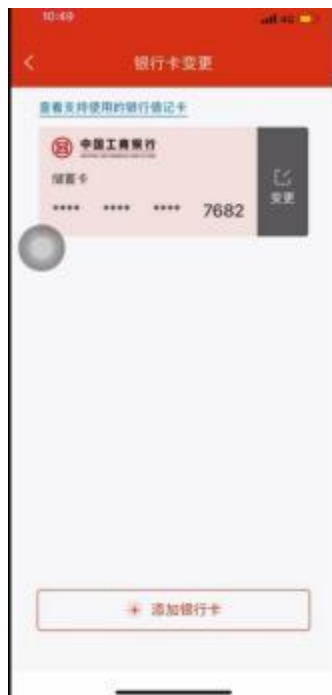 10:49
4G
银行卡变更
查看支持使用的银行借记卡
中国工商银行
储蓄卡
**** **** **** 7682
变更
+ 添加银行卡